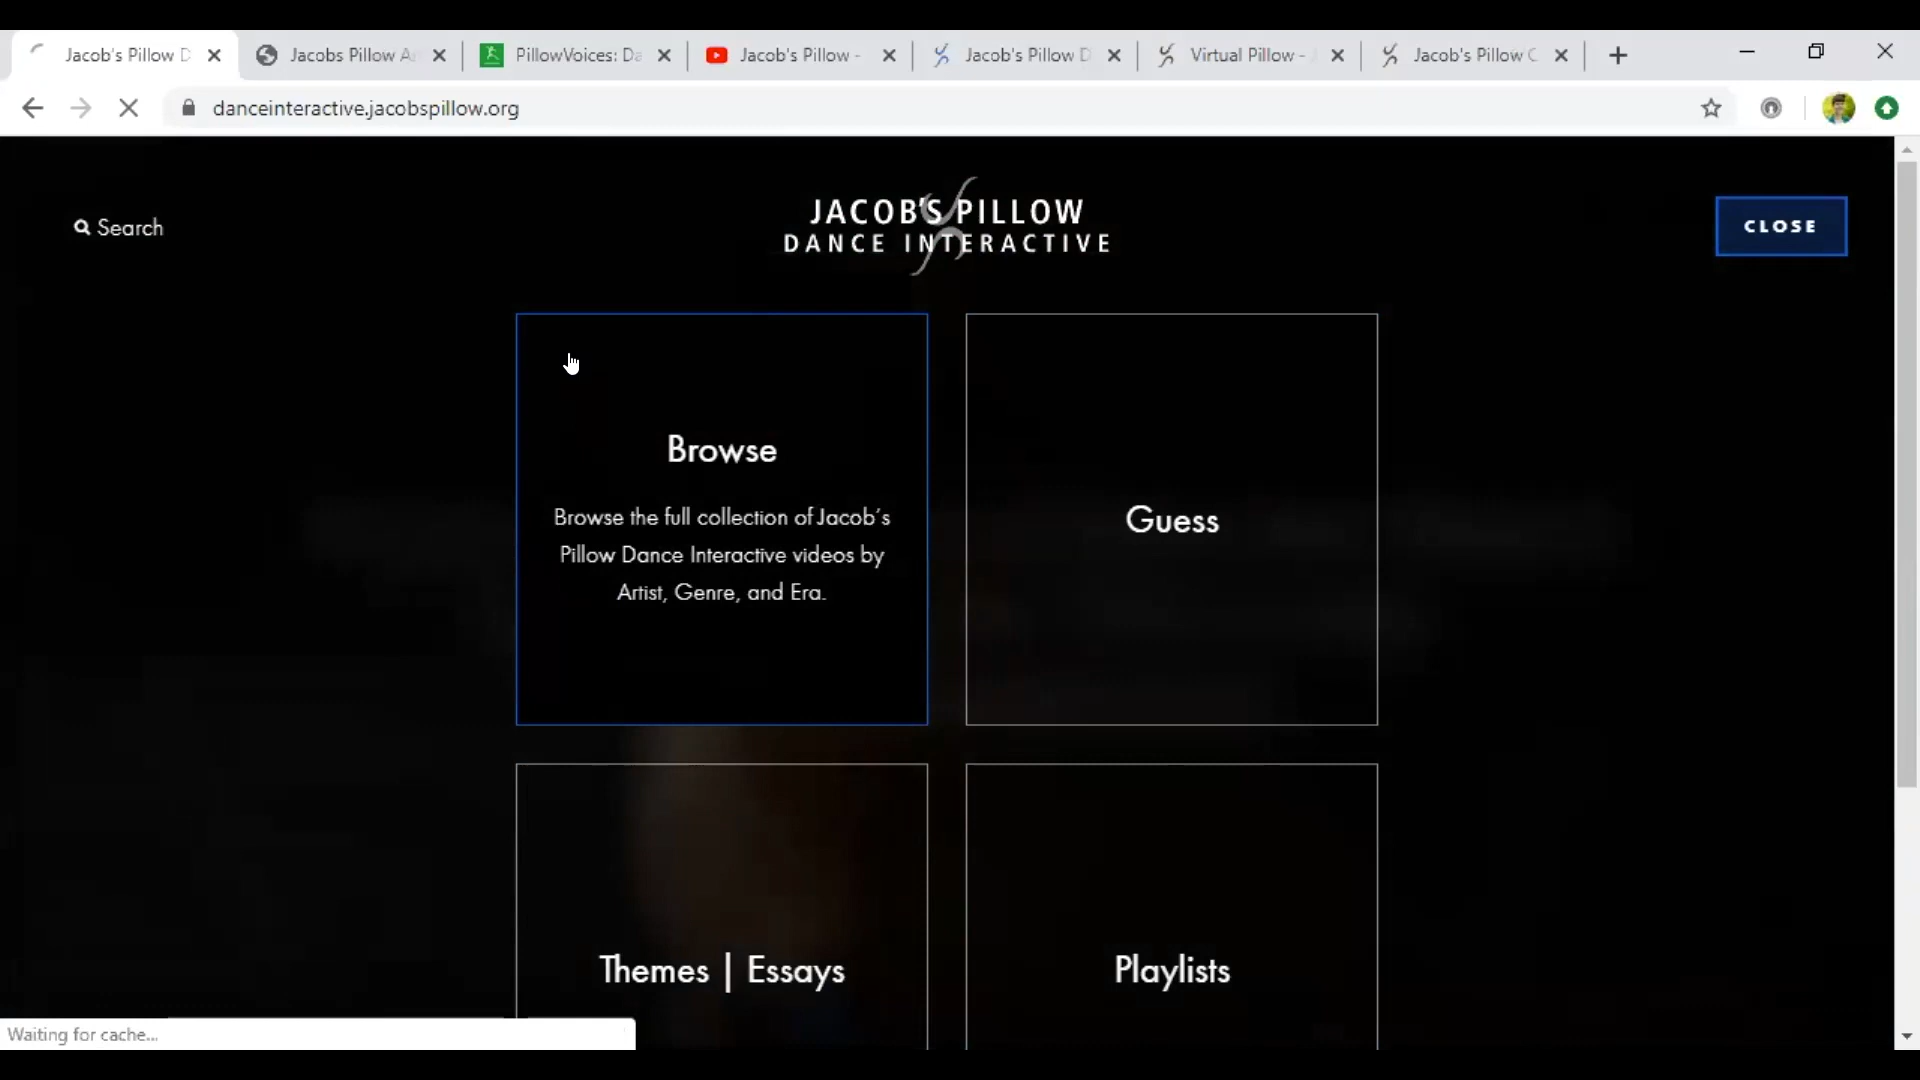 Jacob's Pillow D
Jacobs Pillow A
PillowVoices: Da
Jacob's Pillow -
Jacob's Pillow D
Virtual Pillow -
Jacob's Pillow C
danceinteractive.jacobspillow.org
Search
JACOB'S PILLOW
DANCE INTERACTIVE
CLOSE
Browse
Browse the full collection of Jacob's
Pillow Dance Interactive videos by
Artist, Genre, and Era.
Guess
Themes | Essays
Playlists
Waiting for cache...